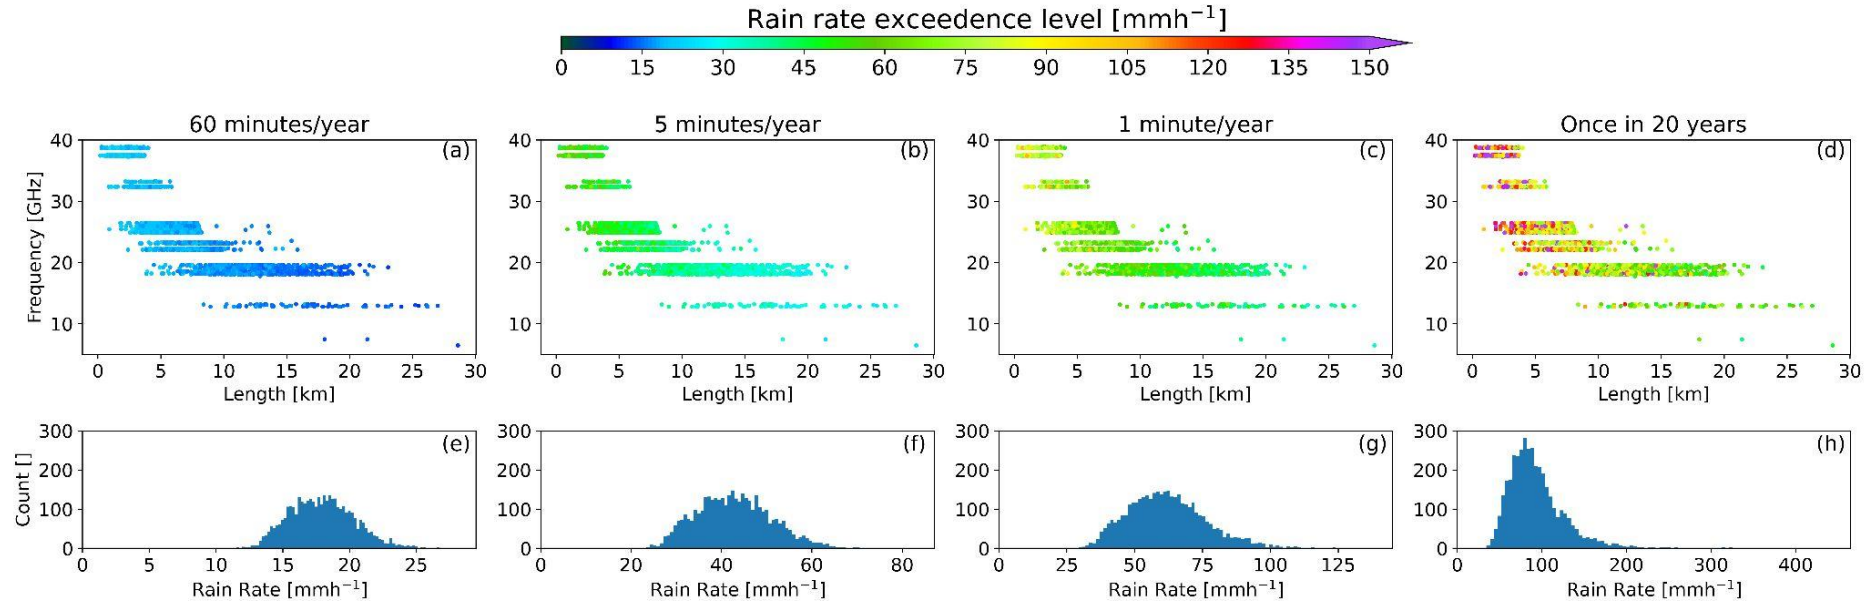 Rain rate exceedence level [mmh⁻¹]
0 15 30 45 60 75 90 105 120 135 150
60 minutes/year 5 minutes/year 1 minute/year Once in 20 years
(a) (b) (c) (d)
Frequency [GHz]
40 30 20 10
40 30 20 10
40 30 20 10
40 30 20 10
0 5 10 15 20 25 30
0 5 10 15 20 25 30
0 5 10 15 20 25 30
0 5 10 15 20 25 30
Length [km] Length [km] Length [km] Length [km]
(e) (f) (g) (h)
Count []
300 200 100 0
300 200 100 0
300 200 100 0
300 200 100 0
0 5 10 15 20 25
0 20 40 60 80
0 25 50 75 100 125
0 100 200 300 400
Rain Rate [mmh⁻¹] Rain Rate [mmh⁻¹] Rain Rate [mmh⁻¹] Rain Rate [mmh⁻¹]